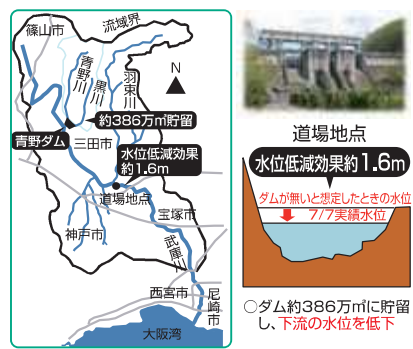 篠山市
流域界
青野川
黒川
羽束川
N
約386万㎥貯留
青野ダム
三田市
水位低減効果
約1.6m
道場地点
宝塚市
神戸市
武庫川
西宮市
尼崎市
大阪湾
道場地点
水位低減効果約1.6m
ダムが無いと想定したときの水位
7/7実績水位
○ダム約386万㎥に貯留
し、下流の水位を低下